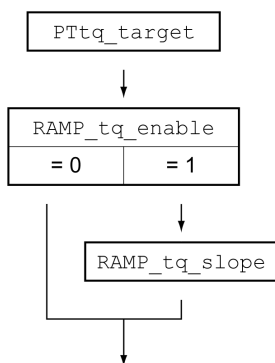 PTtq_target
RAMP_tq_enable
= 0 = 1
RAMP_tq_slope